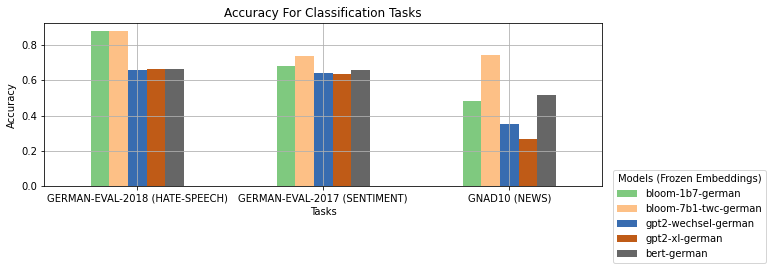 Accuracy For Classification Tasks
Accuracy
0.8
0.6
0.4
0.2
0.0
GERMAN-EVAL-2018 (HATE-SPEECH)
GERMAN-EVAL-2017 (SENTIMENT)
GNAD10 (NEWS)
Tasks
Models (Frozen Embeddings)
bloom-1b7-german
bloom-7b1-twc-german
gpt2-wechsel-german
gpt2-xl-german
bert-german